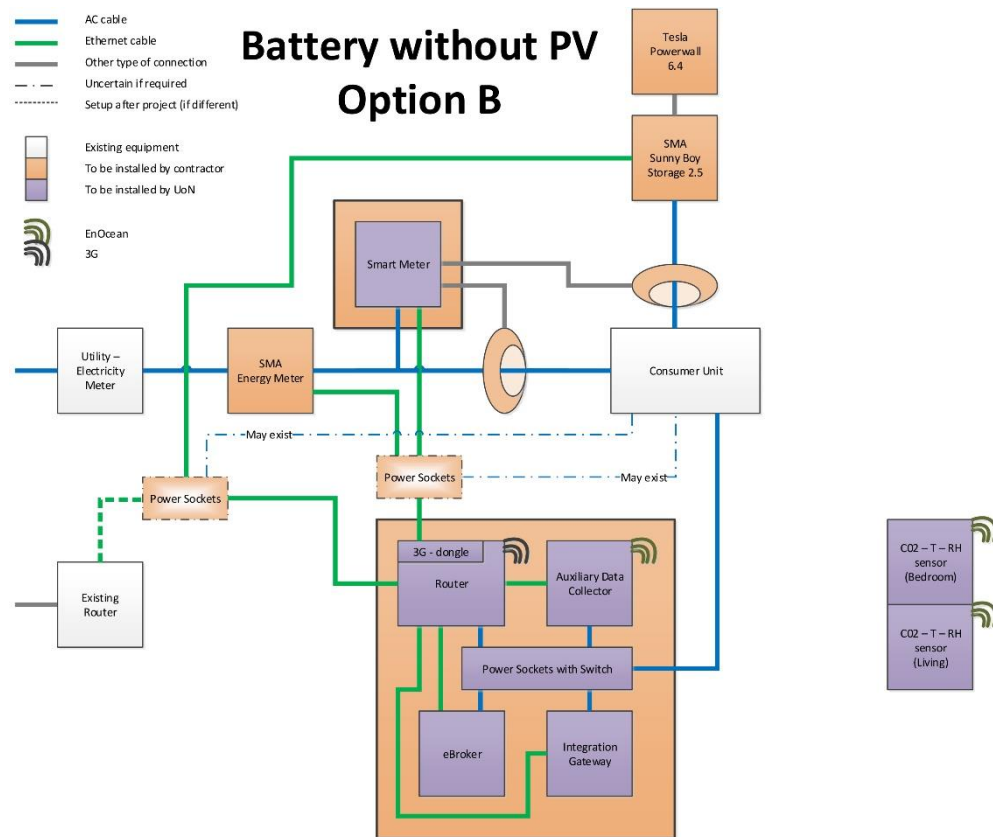 AC cable
Ethernet cable
Other type of connection
Uncertain if required
Setup after project (if different)
Battery without PV
Option B
Existing equipment
To be installed by contractor
To be installed by UoN
EnOcean
3G
Tesla
Powerwall
6.4
SMA
Sunny Boy
Storage 2.5
Smart Meter
Utility –
Electricity
Meter
SMA
Energy Meter
Consumer Unit
May exist
May exist
Power Sockets
Power Sockets
Existing
Router
3G - dongle
Router
Auxiliary Data
Collector
Power Sockets with Switch
eBroker
Integration
Gateway
C02 – T – RH
sensor
(Bedroom)
C02 – T – RH
sensor
(Living)